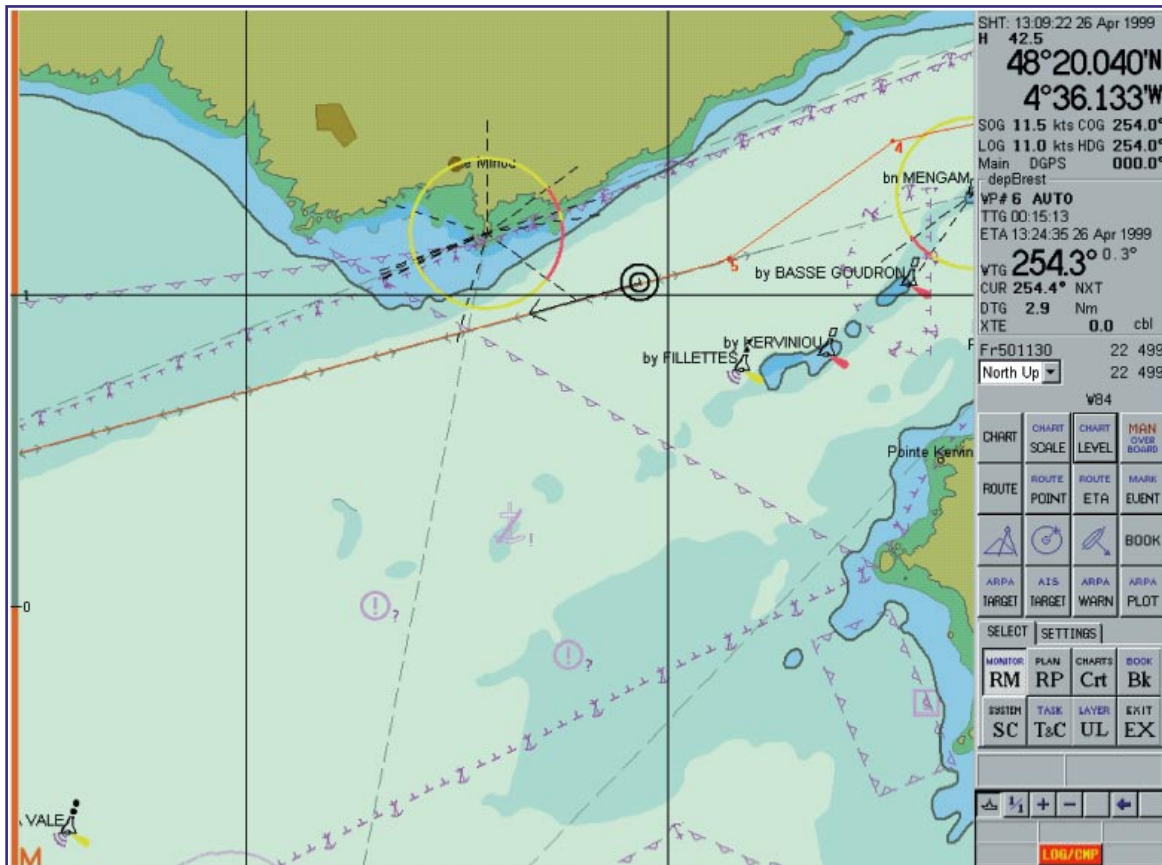 SHT: 13:09:22 26 Apr 1999
H 42.5
48°20.040'N
4°36.133'W
SOG 11.5 kts COG 254.0°
LOG 11.0 kts HDG 254.0°
Main DGPS 000.0°
depBrest
WP# 6 AUTO
TTG 00:15:13
ETA 13:24:35 26 Apr 1999
WTG 254.3° 0.3°
CUR 254.4° NXT
DTG 2.9 Nm
XTE 0.0 cbl
Fr501130 22 499
North Up 22 499
W84
CHART
CHART SCALE
CHART LEVEL
MAN OVER BOARD
ROUTE
ROUTE POINT
ROUTE ETA
MARK EVENT
BOOK
ARPA TARGET
AIS TARGET
ARPA WARN
ARPA PLOT
SELECT SETTINGS
MONITOR RM
PLAN RP
CHARTS Crt
BOOK Bk
SYSTEM SC
TASK T&C
LAYER UL
EXIT EX
1/1 + -
LOG/CMP
Minou
4
bn MENGAM
5
by BASSE GOUDRON
1
by KERVINIOU
by FILLETTES
Pointe Kervin
!
! ?
0
! ?
VALE
M